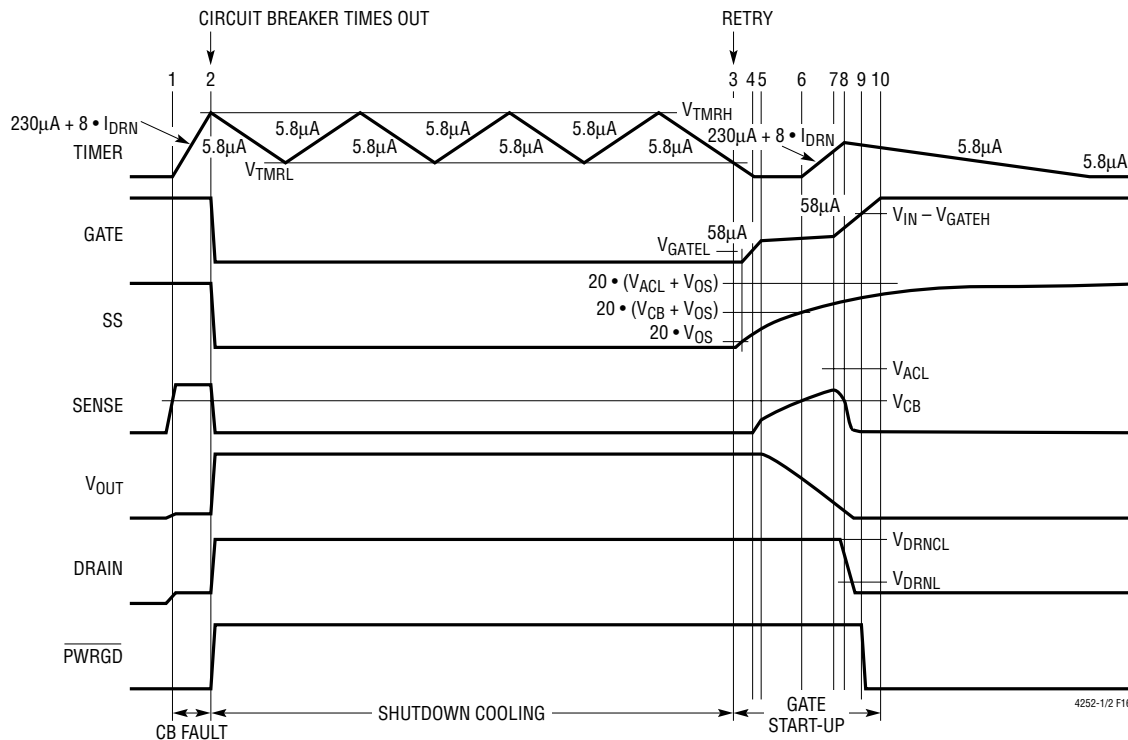 CIRCUIT BREAKER TIMES OUT
RETRY
1 2 3 4 5 6 7 8 9 10
230µA + 8 • IDRN
TIMER
5.8µA 5.8µA 5.8µA
5.8µA 5.8µA 5.8µA 5.8µA
VTMRH
VTMRL
230µA + 8 • IDRN
5.8µA
5.8µA
GATE
58µA
58µA
VGATEL
VIN – VGATEH
SS
20 • (VACL + VOS)
20 • (VCB + VOS)
20 • VOS
SENSE
VACL
VCB
VOUT
DRAIN
VDRNCL
VDRNL
PWRGD
CB FAULT
SHUTDOWN COOLING
GATE
START-UP
4252-1/2 F16